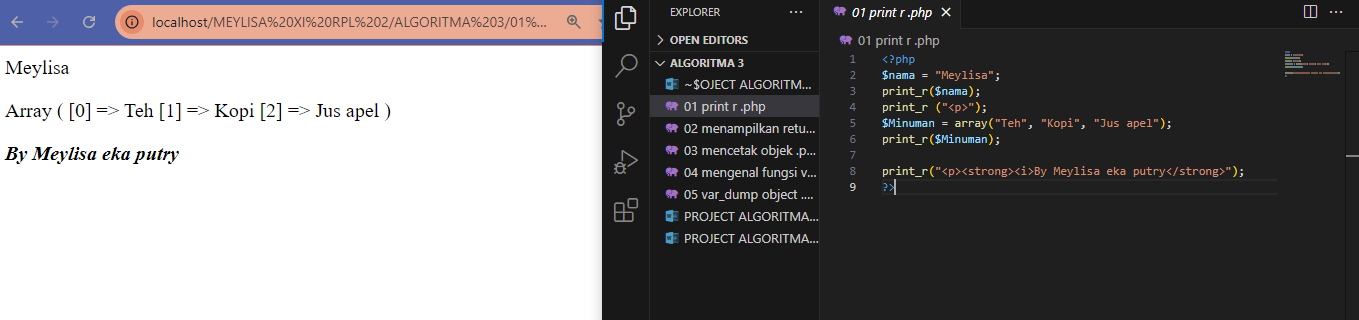 localhost/MEYLISA%20XI%20RPL%202/ALGORITMA%203/01%...
Meylisa
Array ( [0] => Teh [1] => Kopi [2] => Jus apel )
By Meylisa eka putry
EXPLORER
OPEN EDITORS
ALGORITMA 3
~$OJECT ALGORITM...
01 print r .php
02 menampilkan retu...
03 mencetak objek .p...
04 mengenal fungsi v...
05 var_dump object ....
PROJECT ALGORITMA...
PROJECT ALGORITMA...
01 print r .php
01 print r .php
1 <?php
2 $nama = "Meylisa";
3 print_r($nama);
4 print_r ("<p>");
5 $Minuman = array("Teh", "Kopi", "Jus apel");
6 print_r($Minuman);
7
8 print_r("<p><strong><i>By Meylisa eka putry</strong>");
9 ?>